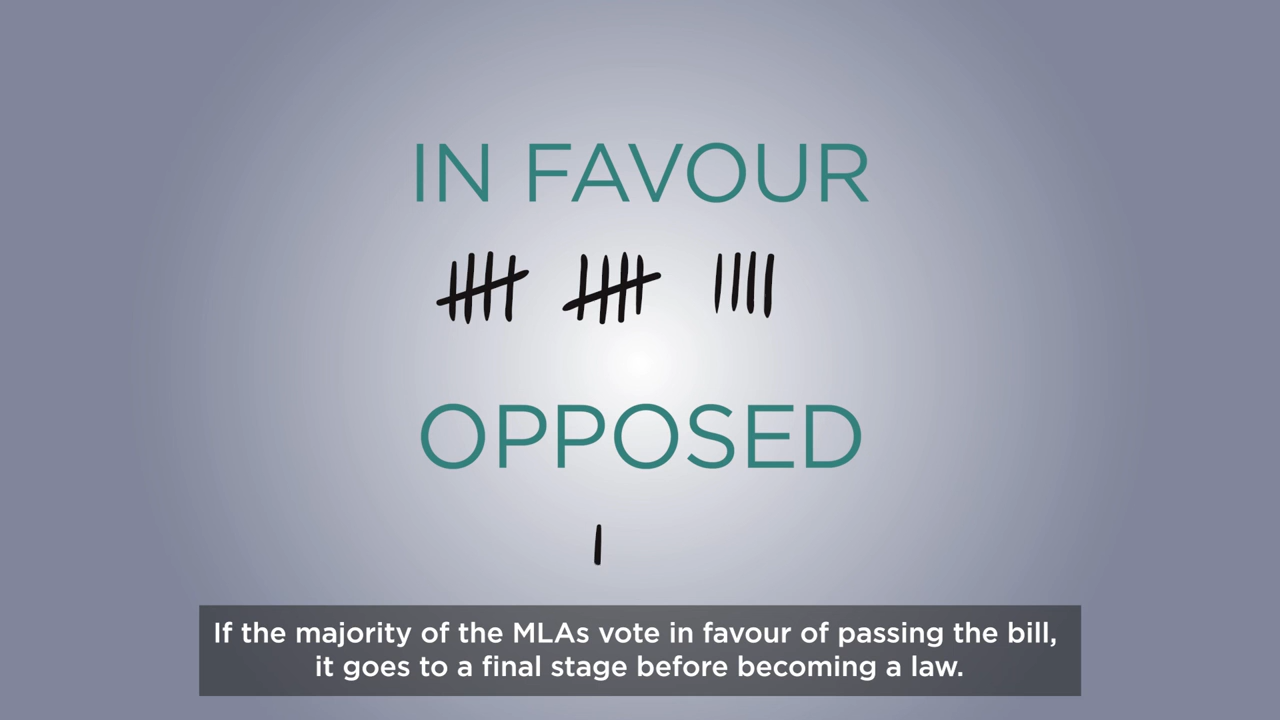 IN FAVOUR
OPPOSED
If the majority of the MLAs vote in favour of passing the bill,
it goes to a final stage before becoming a law.